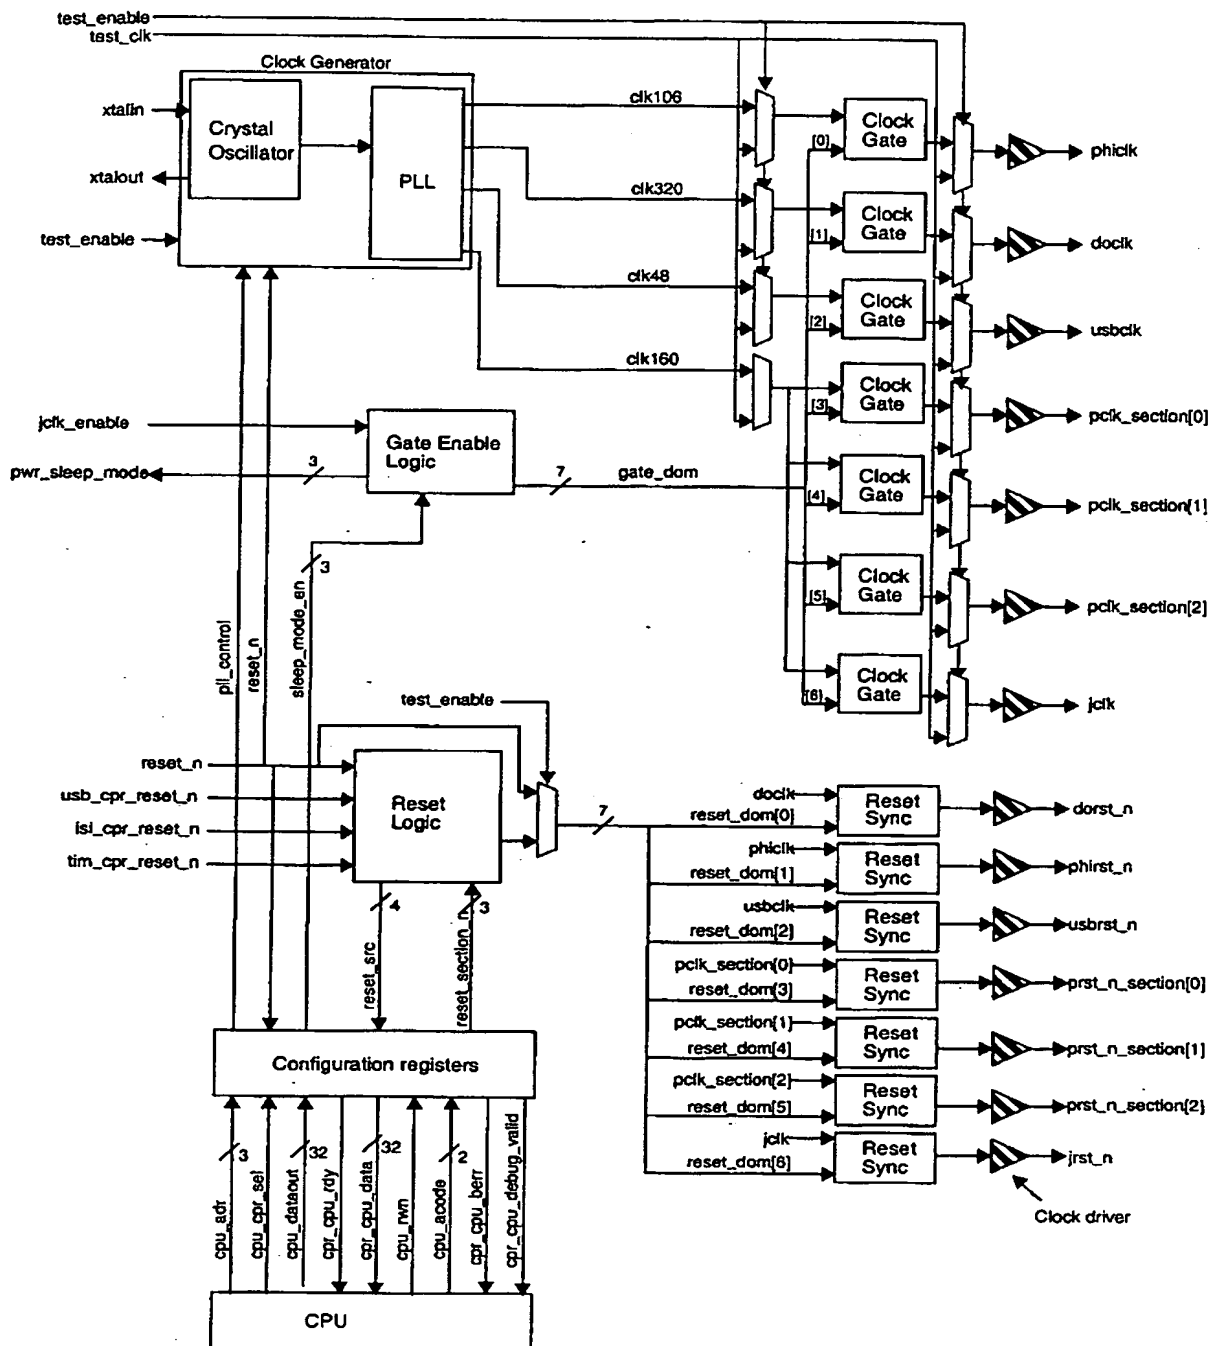 test_enable
test_clk
Clock Generator
xtalin
Crystal
Oscillator
xtalout
PLL
test_enable
clk106
clk320
clk48
clk160
[0]
Clock
Gate
phiclk
[1]
Clock
Gate
doclk
[2]
Clock
Gate
usbclk
[3]
Clock
Gate
pclk_section[0]
jclk_enable
Gate Enable
Logic
pwr_sleep_mode
3
7
gate_dom
[4]
Clock
Gate
pclk_section[1]
3
[5]
Clock
Gate
pclk_section[2]
pll_control
reset_n
sleep_mode_en
[6]
Clock
Gate
jclk
test_enable
reset_n
usb_cpr_reset_n
isi_cpr_reset_n
tim_cpr_reset_n
Reset
Logic
7
4
3
reset_src
reset_section_n
doclk
reset_dom[0]
Reset
Sync
dorst_n
phiclk
reset_dom[1]
Reset
Sync
phirst_n
usbclk
reset_dom[2]
Reset
Sync
usbrst_n
pclk_section[0]
reset_dom[3]
Reset
Sync
prst_n_section[0]
pclk_section[1]
reset_dom[4]
Reset
Sync
prst_n_section[1]
pclk_section[2]
reset_dom[5]
Reset
Sync
prst_n_section[2]
jclk
reset_dom[6]
Reset
Sync
jrst_n
Clock driver
Configuration registers
3
32
32
2
cpu_adr
cpu_cpr_sel
cpu_dataout
cpr_cpu_rdy
cpr_cpu_data
cpu_rwn
cpu_acode
cpr_cpu_berr
cpr_cpu_debug_valid
CPU